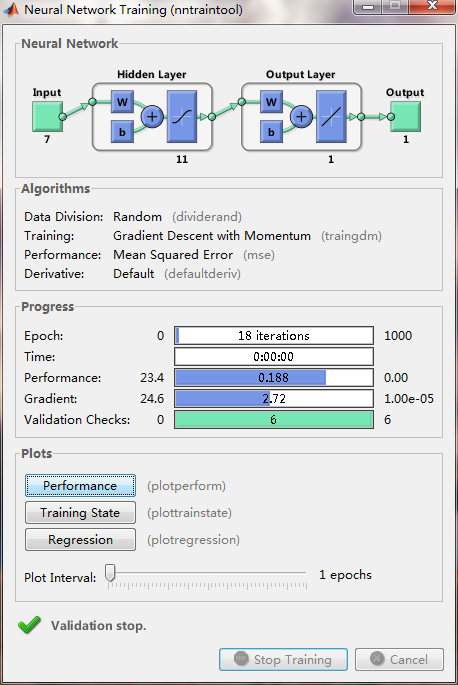 Neural Network Training (nntraintool)
Neural Network
Hidden Layer
Output Layer
Input
W
b
W
b
Output
7
11
1
1
Algorithms
Data Division: Random (dividerand)
Training: Gradient Descent with Momentum (traingdm)
Performance: Mean Squared Error (mse)
Derivative: Default (defaultderiv)
Progress
Epoch: 0 18 iterations 1000
Time: 0:00:00
Performance: 23.4 0.188 0.00
Gradient: 24.6 2.72 1.00e-05
Validation Checks: 0 6 6
Plots
Performance (plotperform)
Training State (plottrainstate)
Regression (plotregression)
Plot Interval: 1 epochs
Validation stop.
Stop Training Cancel